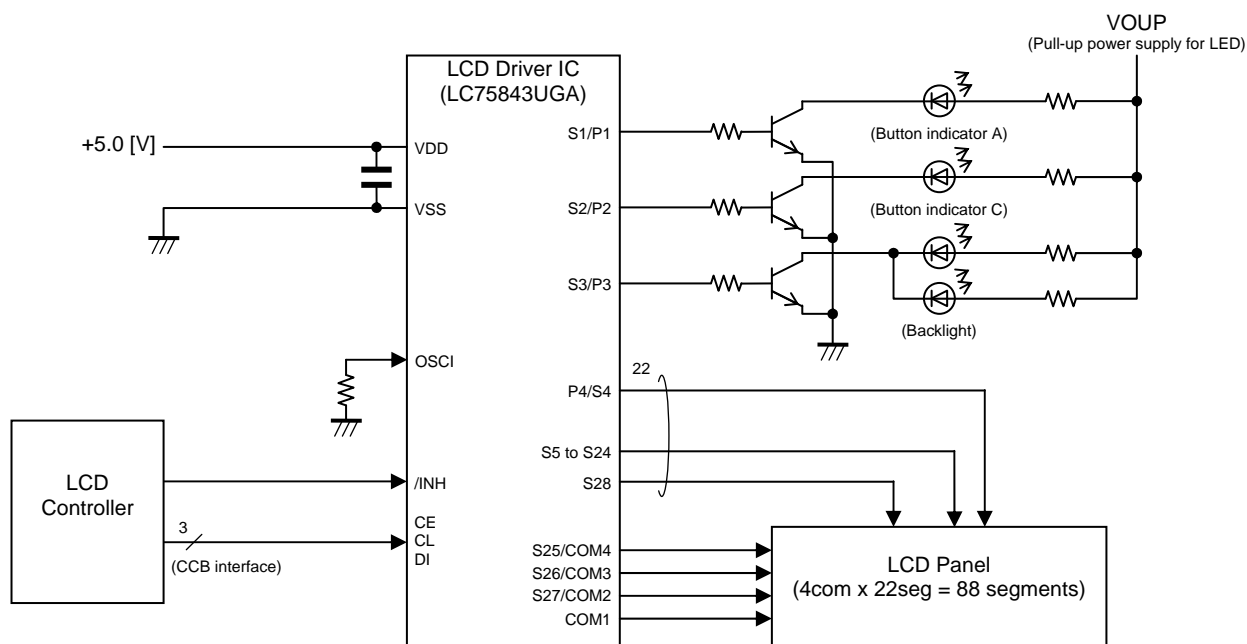 VOUP
(Pull-up power supply for LED)
LCD Driver IC
(LC75843UGA)
+5.0 [V]
VDD
VSS
S1/P1
(Button indicator A)
S2/P2
(Button indicator C)
S3/P3
(Backlight)
OSCI
22
P4/S4
S5 to S24
S28
LCD
Controller
/INH
3
(CCB interface)
CE
CL
DI
S25/COM4
S26/COM3
S27/COM2
COM1
LCD Panel
(4com x 22seg = 88 segments)